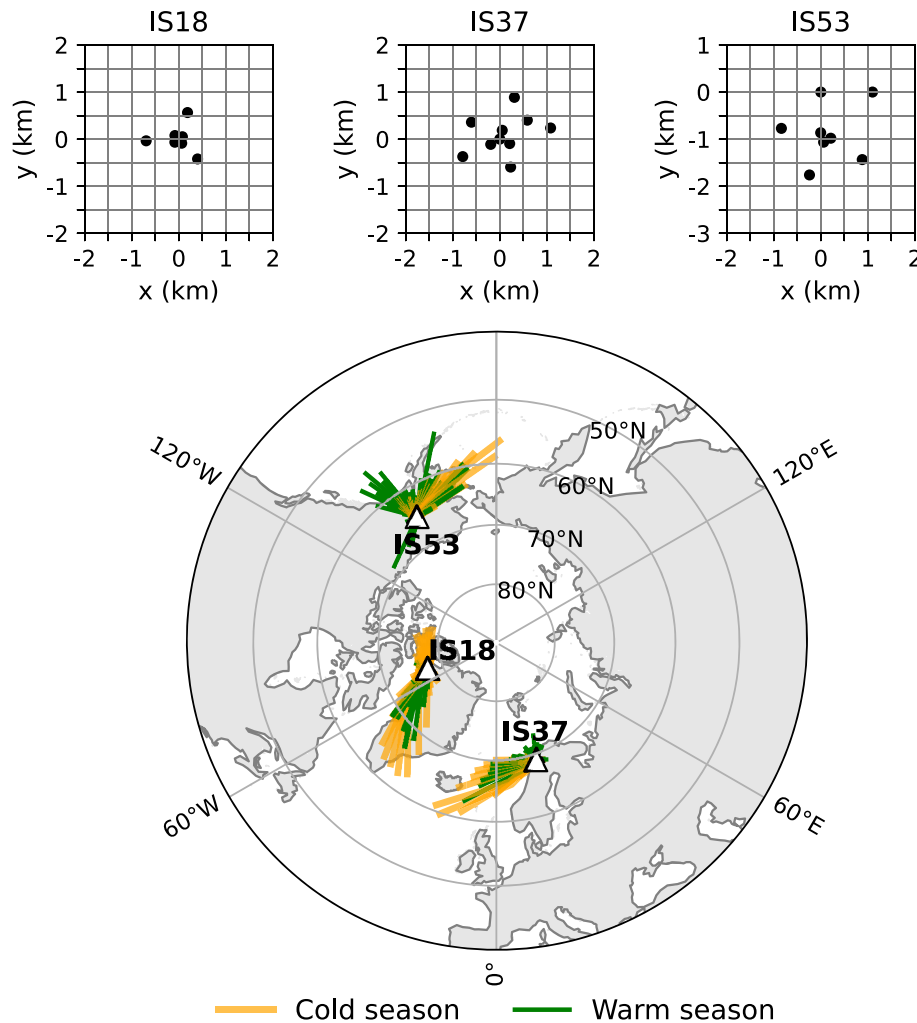 IS18 IS37 IS53
2 2 1
1 1 0
y (km) 0 y (km) 0 y (km) -1
-1 -1 -2
-2 -2 -3
-2 -1 0 1 2 -2 -1 0 1 2 -2 -1 0 1 2
x (km) x (km) x (km)
50°N
120°W 120°E
60°N
IS53 70°N
80°N
IS18
IS37
60°W 60°E
0°
Cold season Warm season